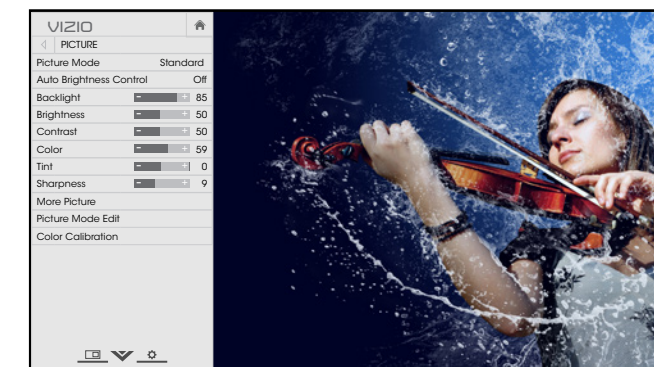 VIZIO
PICTURE
Picture Mode Standard
Auto Brightness Control Off
Backlight 85
Brightness 50
Contrast 50
Color 59
Tint 0
Sharpness 9
More Picture
Picture Mode Edit
Color Calibration